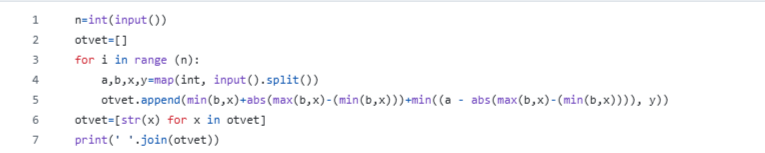 1 n=int(input())
2 otvet=[]
3 for i in range (n):
4     a,b,x,y=map(int, input().split())
5     otvet.append(min(b,x)+abs(max(b,x)-(min(b,x)))+min((a - abs(max(b,x)-(min(b,x)))), y))
6 otvet=[str(x) for x in otvet]
7 print(' '.join(otvet))